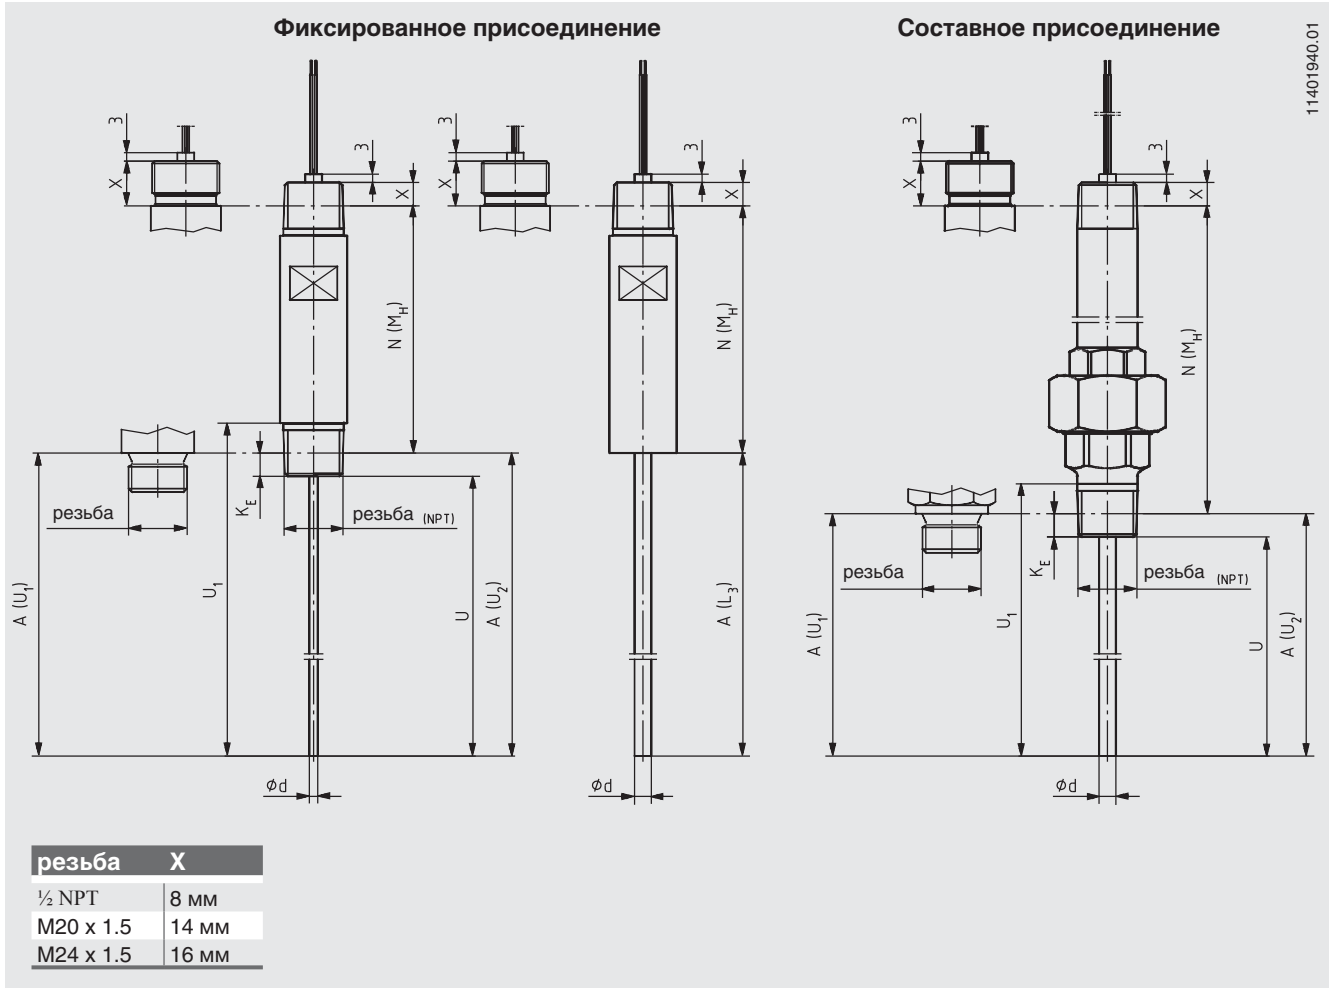 Фиксированное присоединение
Составное присоединение
11401940.01
3
X
3
X
N (M_H)
резьба
K_E
резьба (NPT)
A (U_1)
U_1
U
A (U_2)
ϕd
3
X
3
X
N (M_H)
A (L_3)
ϕd
3
X
3
X
N (M_H)
резьба
K_E
резьба (NPT)
A (U_1)
U_1
U
A (U_2)
ϕd
резьба X
½ NPT 8 мм
M20 x 1.5 14 мм
M24 x 1.5 16 мм